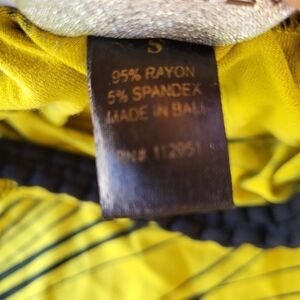 S
95% RAYON
5% SPANDEX
MADE IN BALI
RN# 112951